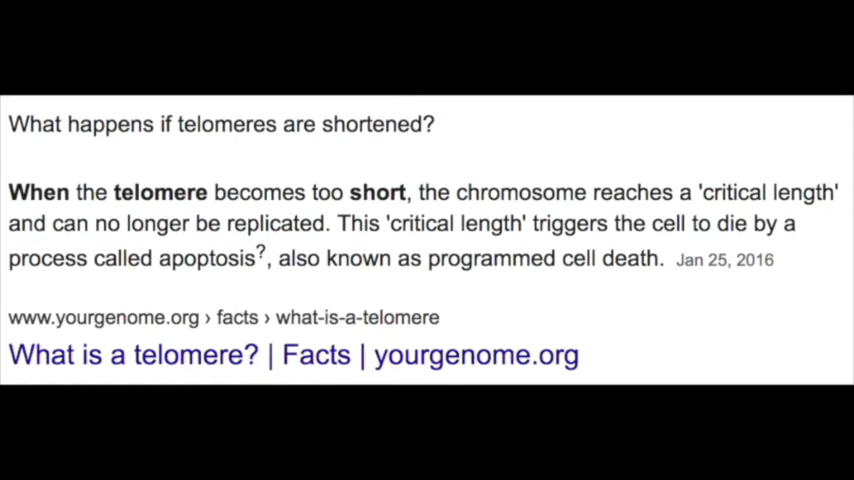 What happens if telomeres are shortened?
When the telomere becomes too short, the chromosome reaches a 'critical length'
and can no longer be replicated. This 'critical length' triggers the cell to die by a
process called apoptosis?, also known as programmed cell death. Jan 25, 2016
www.yourgenome.org › facts › what-is-a-telomere
What is a telomere? | Facts | yourgenome.org